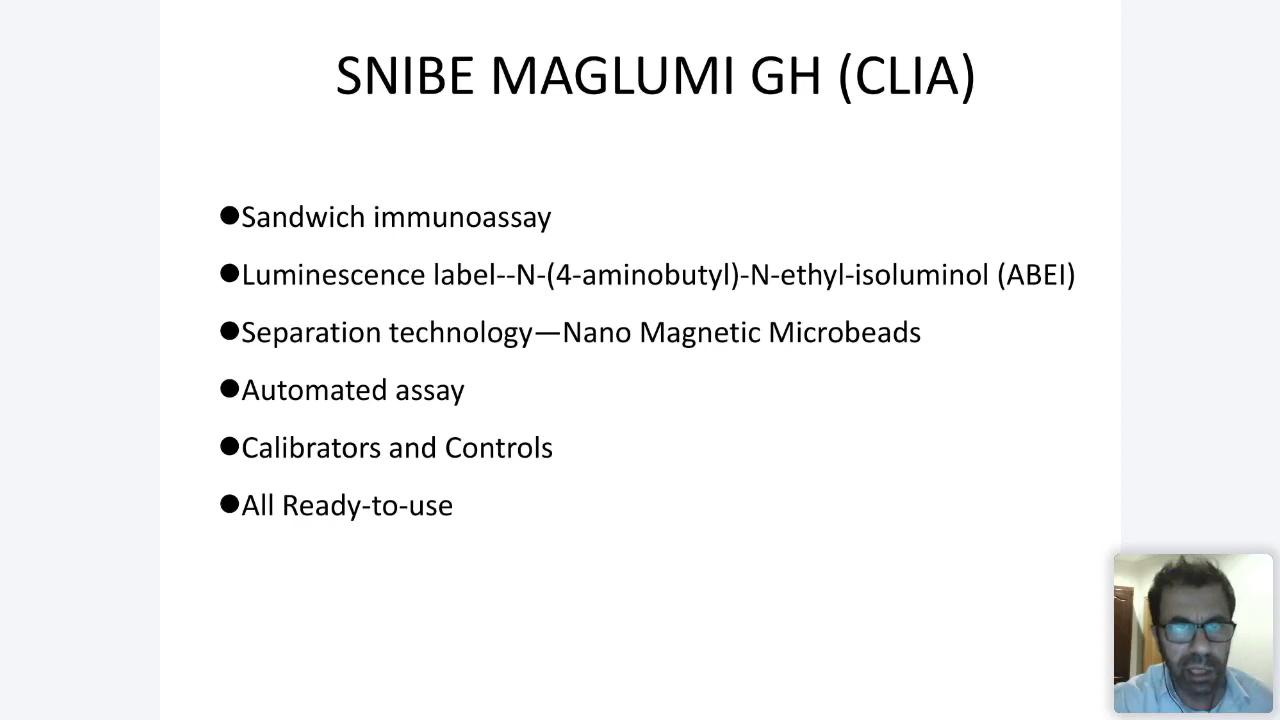 SNIBE MAGLUMI GH (CLIA)
●Sandwich immunoassay
●Luminescence label--N-(4-aminobutyl)-N-ethyl-isoluminol (ABEI)
●Separation technology—Nano Magnetic Microbeads
●Automated assay
●Calibrators and Controls
●All Ready-to-use